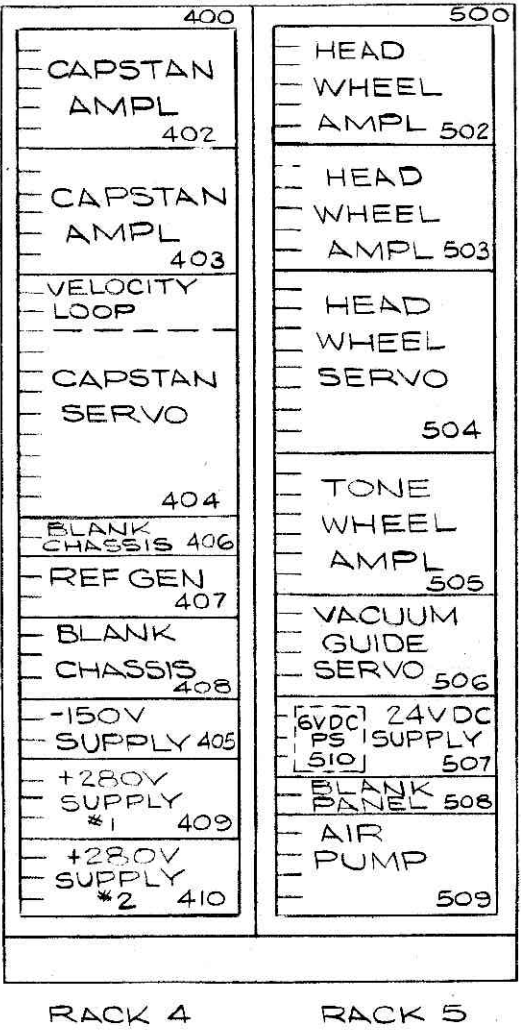 400
CAPSTAN
AMPL
402
CAPSTAN
AMPL
403
VELOCITY
LOOP
CAPSTAN
SERVO
404
BLANK
CHASSIS 406
REF GEN
407
BLANK
CHASSIS
408
-150V
SUPPLY 405
+280V
SUPPLY
#1 409
+280V
SUPPLY
#2 410
RACK 4
500
HEAD
WHEEL
AMPL 502
HEAD
WHEEL
AMPL 503
HEAD
WHEEL
SERVO
504
TONE
WHEEL
AMPL
505
VACUUM
GUIDE
SERVO 506
6VDC
PS
510
24VDC
SUPPLY
507
BLANK
PANEL 508
AIR
PUMP
509
RACK 5